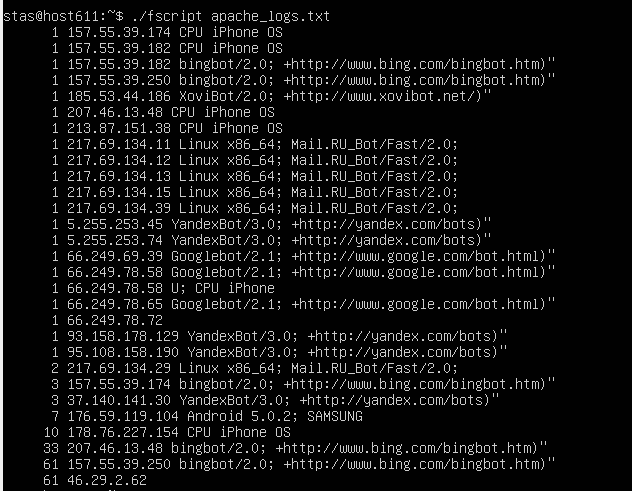 stas@host611:~$ ./fscript apache_logs.txt
1 157.55.39.174 CPU iPhone OS
1 157.55.39.182 CPU iPhone OS
1 157.55.39.182 bingbot/2.0; +http://www.bing.com/bingbot.htm)"
1 157.55.39.250 bingbot/2.0; +http://www.bing.com/bingbot.htm)"
1 185.53.44.186 XoviBot/2.0; +http://www.xovibot.net/)"
1 207.46.13.48 CPU iPhone OS
1 213.87.151.38 CPU iPhone OS
1 217.69.134.11 Linux x86_64; Mail.RU_Bot/Fast/2.0;
1 217.69.134.12 Linux x86_64; Mail.RU_Bot/Fast/2.0;
1 217.69.134.13 Linux x86_64; Mail.RU_Bot/Fast/2.0;
1 217.69.134.15 Linux x86_64; Mail.RU_Bot/Fast/2.0;
1 217.69.134.39 Linux x86_64; Mail.RU_Bot/Fast/2.0;
1 5.255.253.45 YandexBot/3.0; +http://yandex.com/bots)"
1 5.255.253.74 YandexBot/3.0; +http://yandex.com/bots)"
1 66.249.69.39 Googlebot/2.1; +http://www.google.com/bot.html)"
1 66.249.78.58 Googlebot/2.1; +http://www.google.com/bot.html)"
1 66.249.78.58 U; CPU iPhone
1 66.249.78.65 Googlebot/2.1; +http://www.google.com/bot.html)"
1 66.249.78.72
1 93.158.178.129 YandexBot/3.0; +http://yandex.com/bots)"
1 95.108.158.190 YandexBot/3.0; +http://yandex.com/bots)"
2 217.69.134.29 Linux x86_64; Mail.RU_Bot/Fast/2.0;
3 157.55.39.174 bingbot/2.0; +http://www.bing.com/bingbot.htm)"
3 37.140.141.30 YandexBot/3.0; +http://yandex.com/bots)"
7 176.59.119.104 Android 5.0.2; SAMSUNG
10 178.76.227.154 CPU iPhone OS
33 207.46.13.48 bingbot/2.0; +http://www.bing.com/bingbot.htm)"
61 157.55.39.250 bingbot/2.0; +http://www.bing.com/bingbot.htm)"
61 46.29.2.62